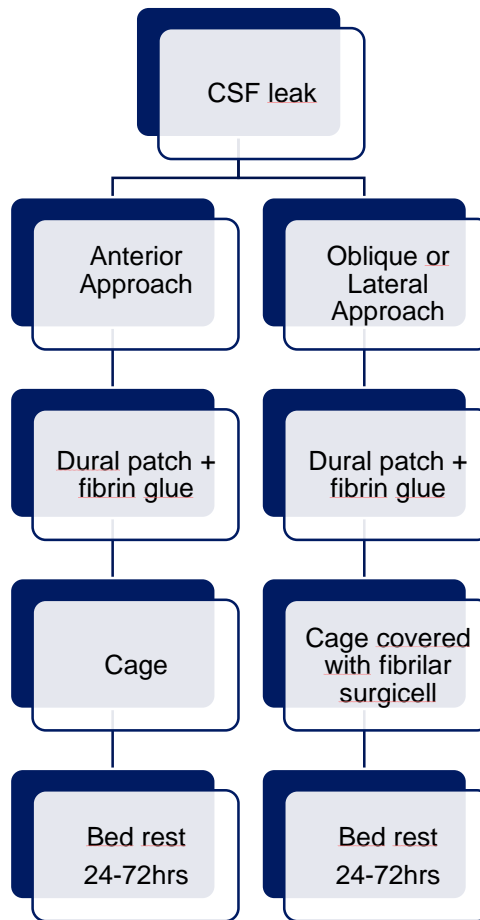 CSF leak
Anterior
Approach
Oblique or
Lateral
Approach
Dural patch +
fibrin glue
Dural patch +
fibrin glue
Cage
Cage covered
with fibrilar
surgicell
Bed rest
24-72hrs
Bed rest
24-72hrs